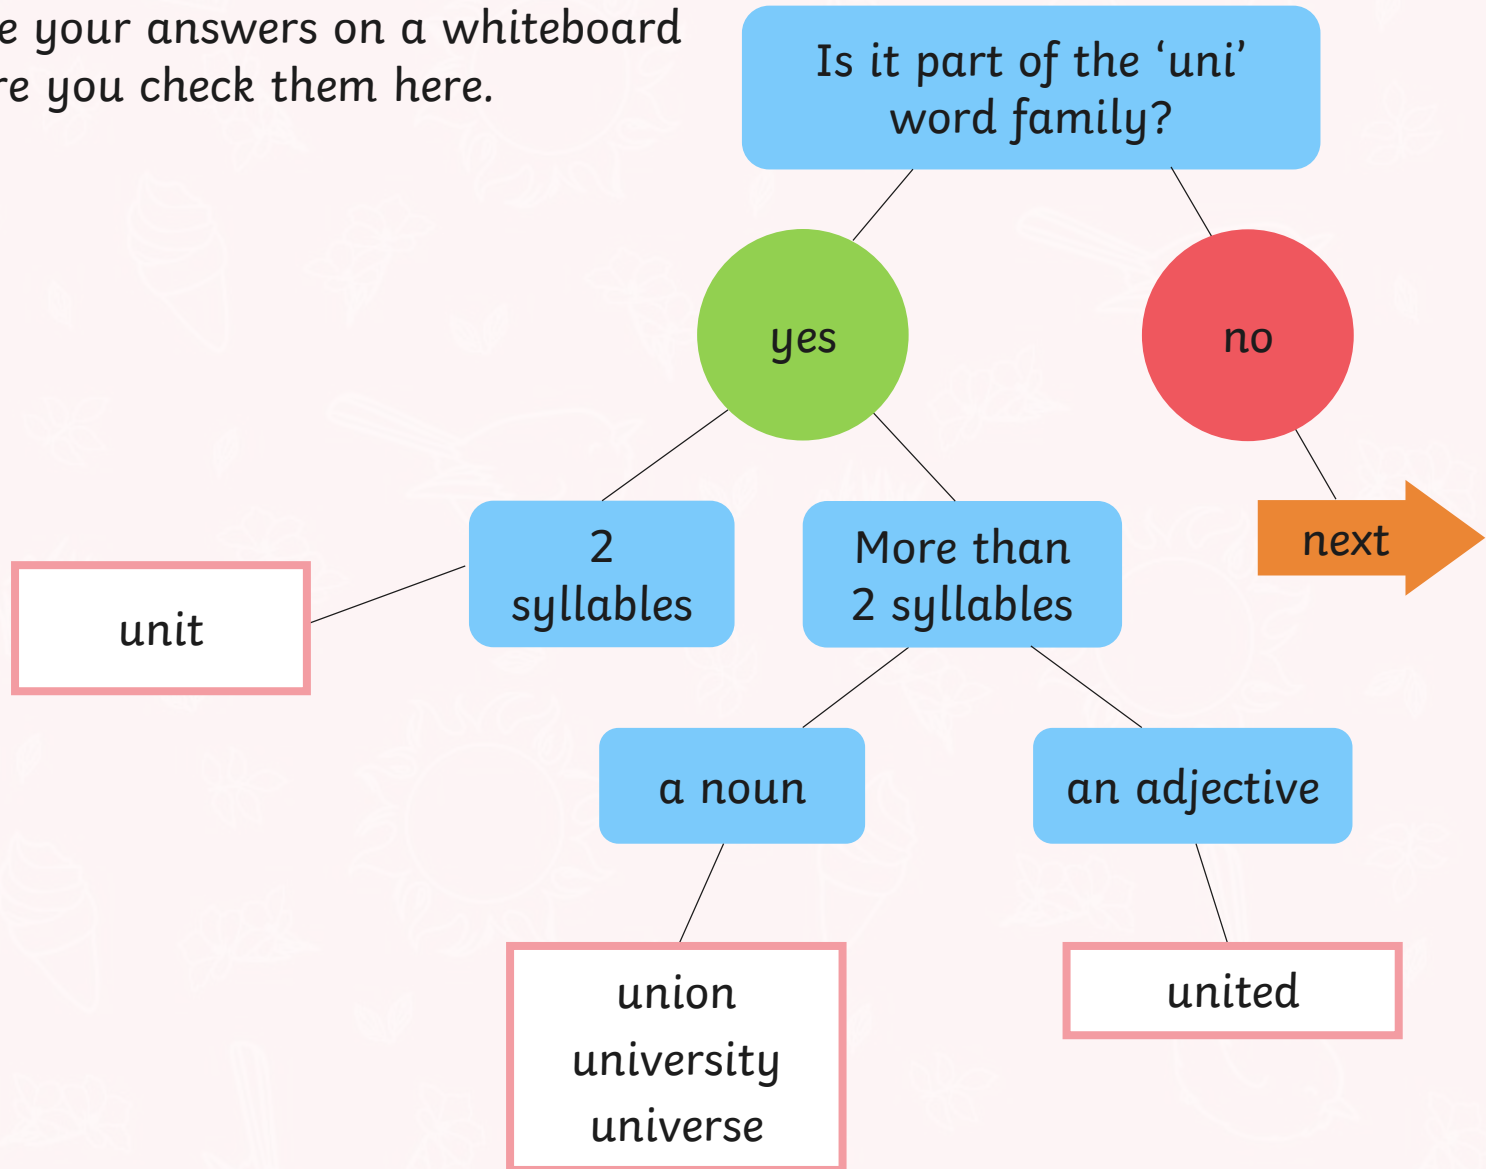 e your answers on a whiteboard
re you check them here.
Is it part of the ‘uni’
word family?
yes
no
2
syllables
More than
2 syllables
next
unit
a noun
an adjective
union
university
universe
united